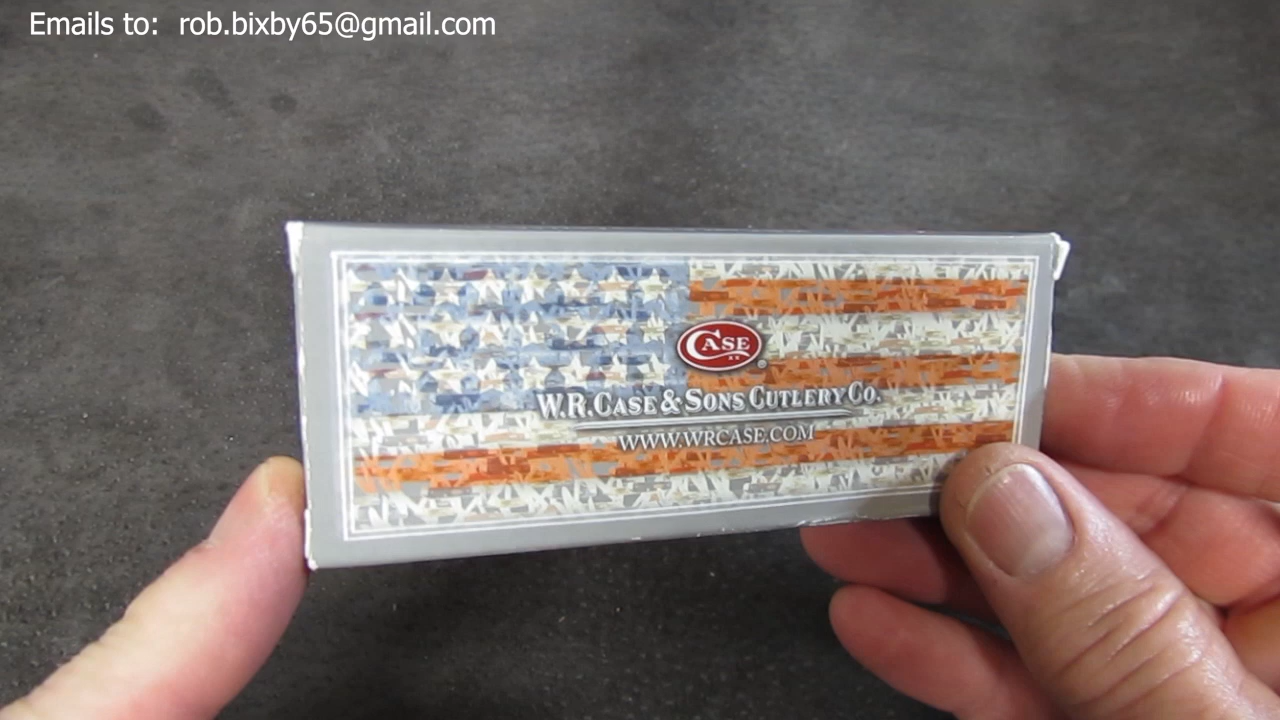 Emails to: rob.bixby65@gmail.com
CASE
XX
®
W.R. CASE & SONS CUTLERY CO.
WWW.WRCASE.COM